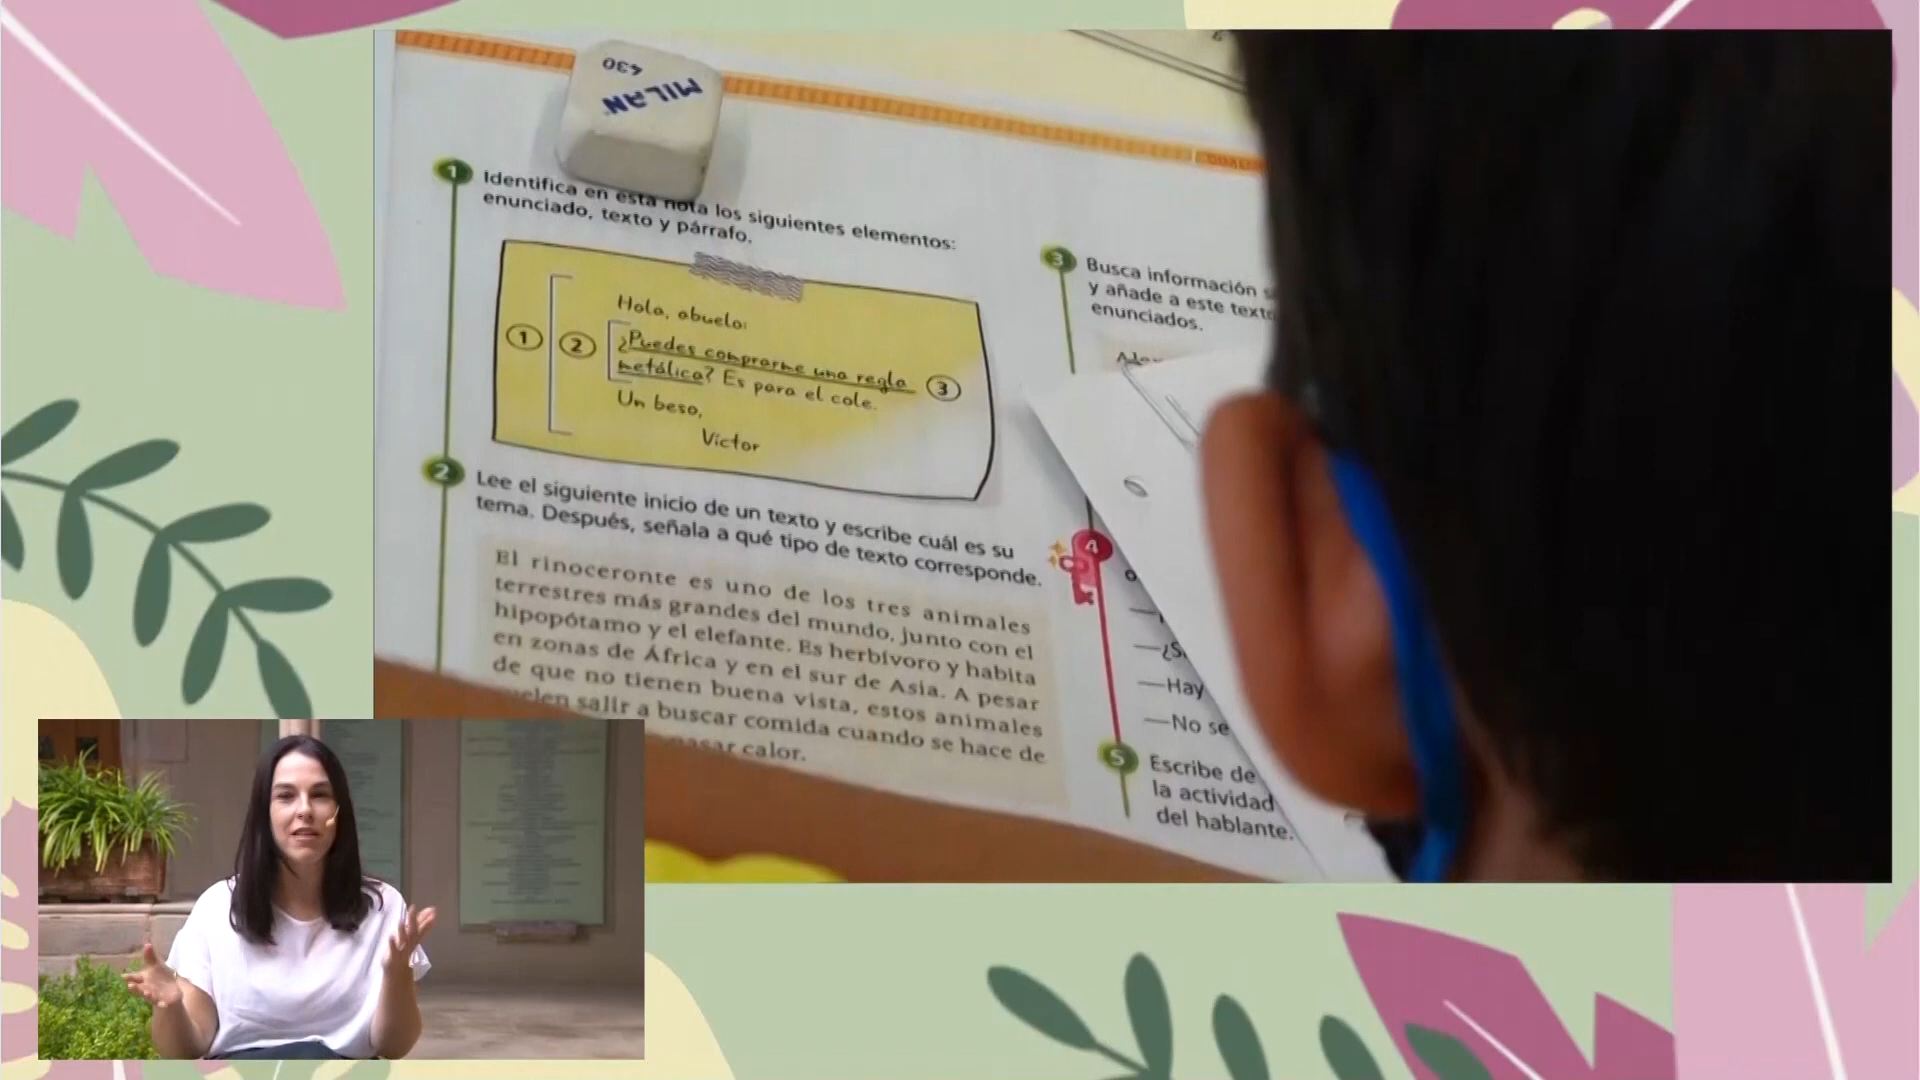 MILAN
430
1 Identifica en esta nota los siguientes elementos:
enunciado, texto y párrafo.
Hola, abuelo:
¿Puedes comprarme una regla
metálica? Es para el cole.
Un beso,
Víctor
1
2
3
2 Lee el siguiente inicio de un texto y escribe cuál es su
tema. Después, señala a qué tipo de texto corresponde.
El rinoceronte es uno de los tres animales
terrestres más grandes del mundo, junto con el
hipopótamo y el elefante. Es herbívoro y habita
en zonas de África y en el sur de Asia. A pesar
de que no tienen buena vista, estos animales
salir a buscar comida cuando se hace de
pasar calor.
3 Busca información
y añade a este texto
enunciados.
4
—Hay
—No se
5 Escribe de
la actividad
del hablante.